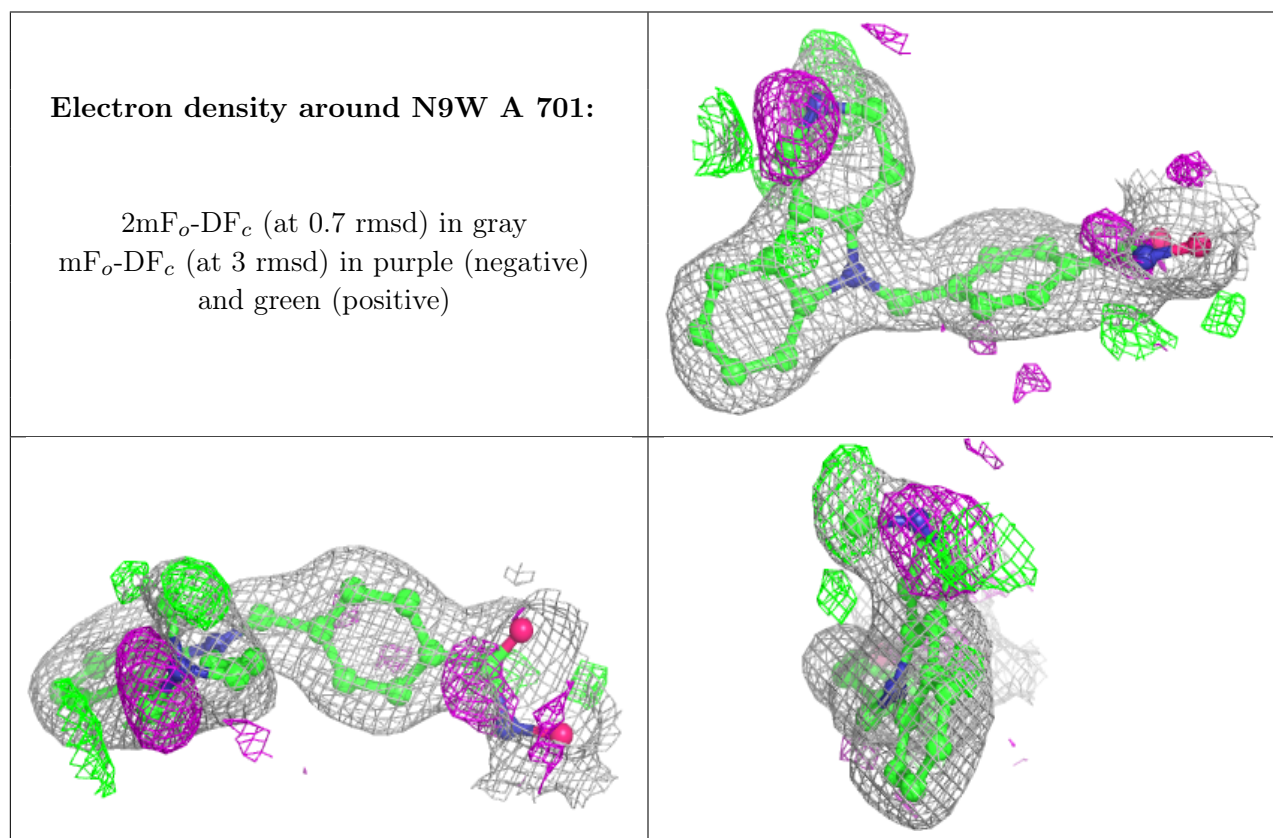 Electron density around N9W A 701:
2mFo-DFc (at 0.7 rmsd) in gray
mFo-DFc (at 3 rmsd) in purple (negative)
and green (positive)